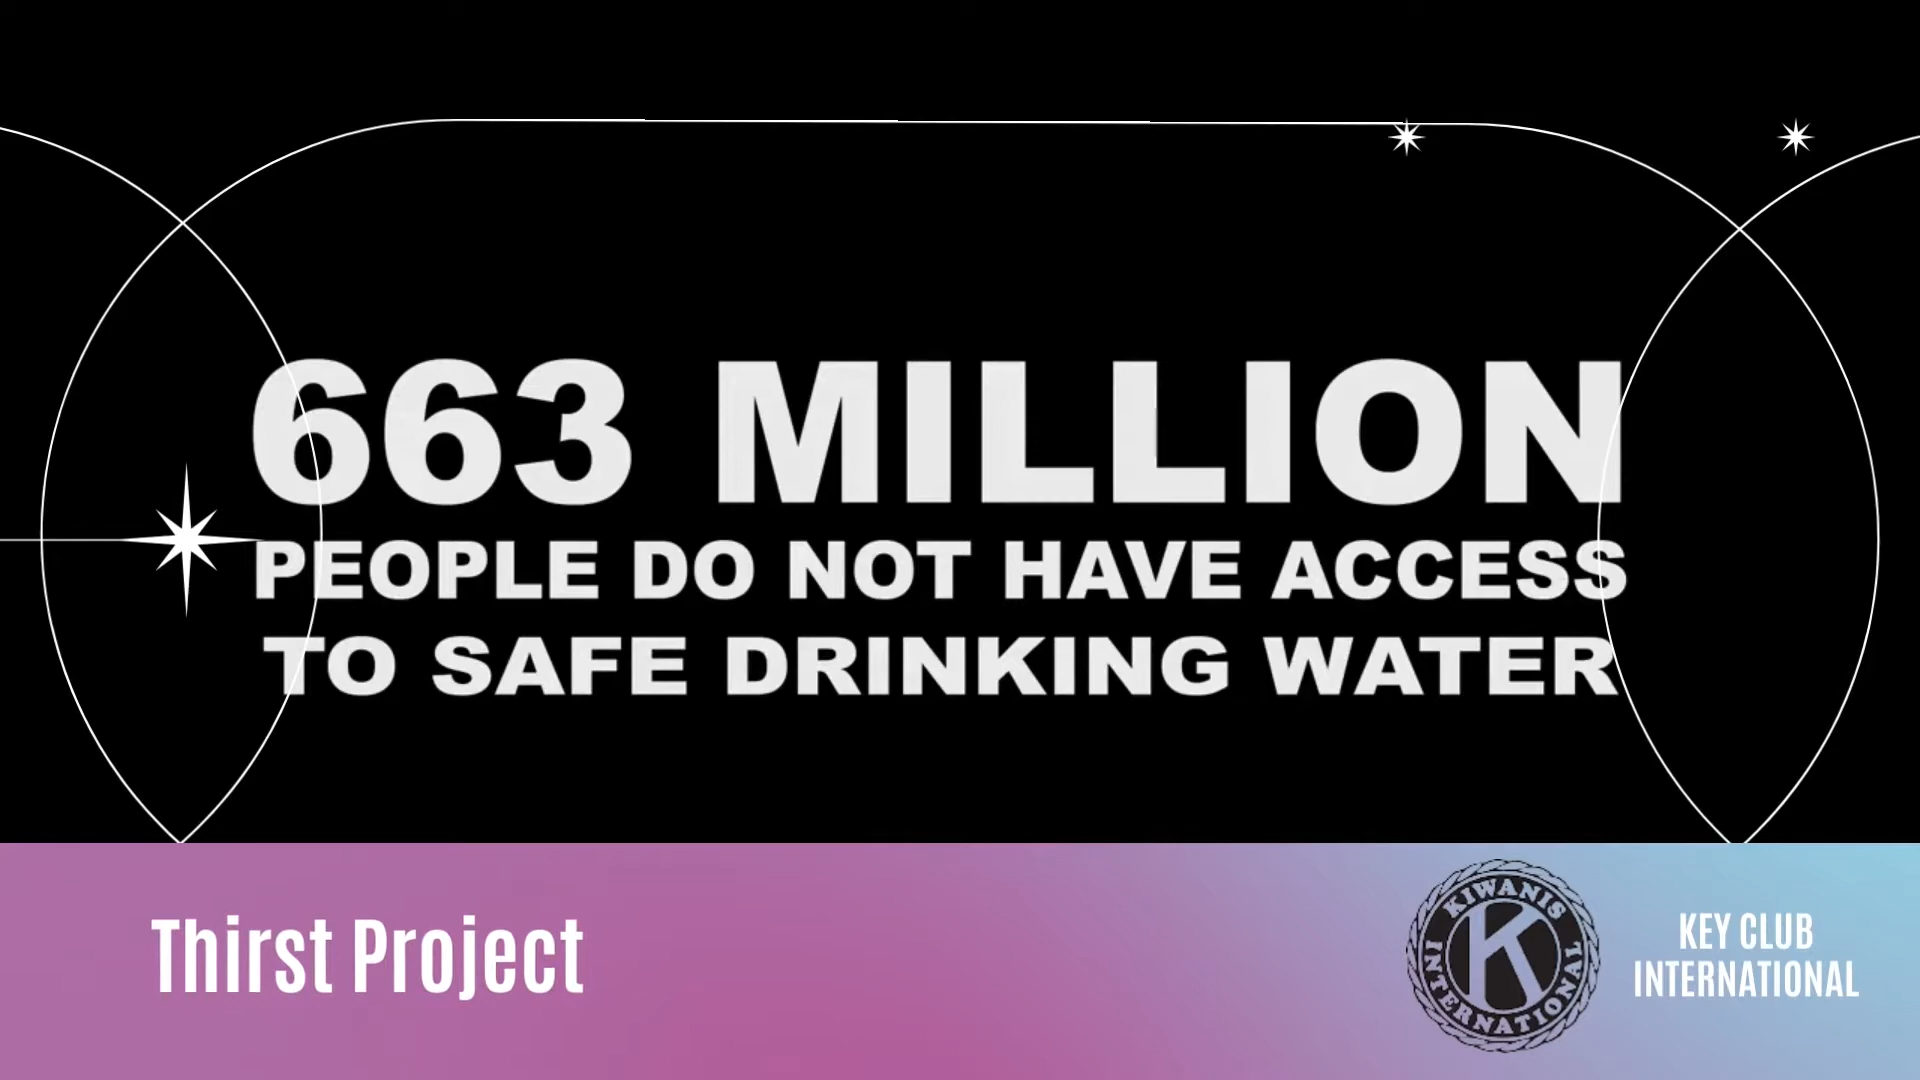 663 MILLION
PEOPLE DO NOT HAVE ACCESS
TO SAFE DRINKING WATER
Thirst Project
KIWANIS
K
INTERNATIONAL
KEY CLUB
INTERNATIONAL